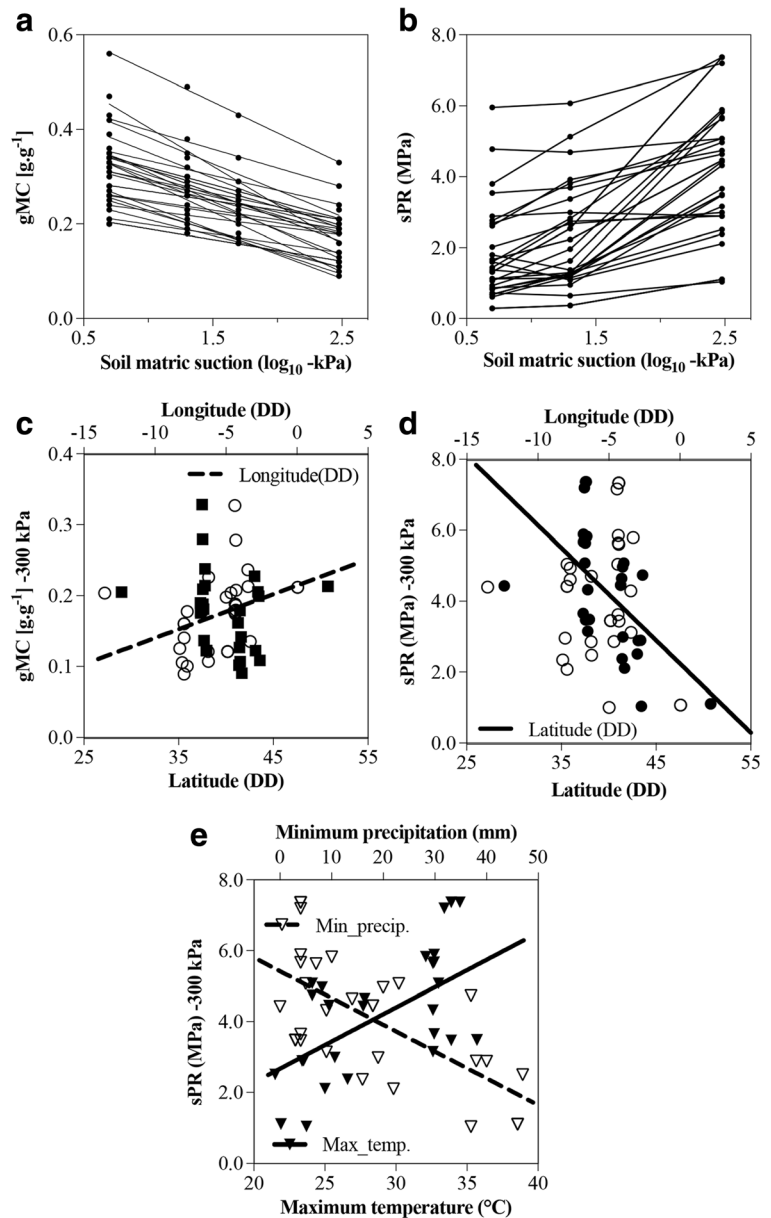 a
0.6
0.4
0.2
0.0
gMC [g.g-1]
0.5
1.5
2.5
Soil matric suction (log10 -kPa)
b
8.0
6.0
4.0
2.0
0.0
sPR (MPa)
0.5
1.5
2.5
Soil matric suction (log10 -kPa)
c
Longitude (DD)
-15 -10 -5 0 5
0.4
0.3
0.2
0.1
0.0
gMC [g.g-1] -300 kPa
Longitude(DD)
25 35 45 55
Latitude (DD)
d
Longitude (DD)
-15 -10 -5 0 5
8.0
6.0
4.0
2.0
0.0
sPR (MPa) -300 kPa
Latitude (DD)
25 35 45 55
Latitude (DD)
e
Minimum precipitation (mm)
0 10 20 30 40 50
8.0
6.0
4.0
2.0
0.0
sPR (MPa) -300 kPa
Min_precip.
Max_temp.
20 25 30 35 40
Maximum temperature (°C)